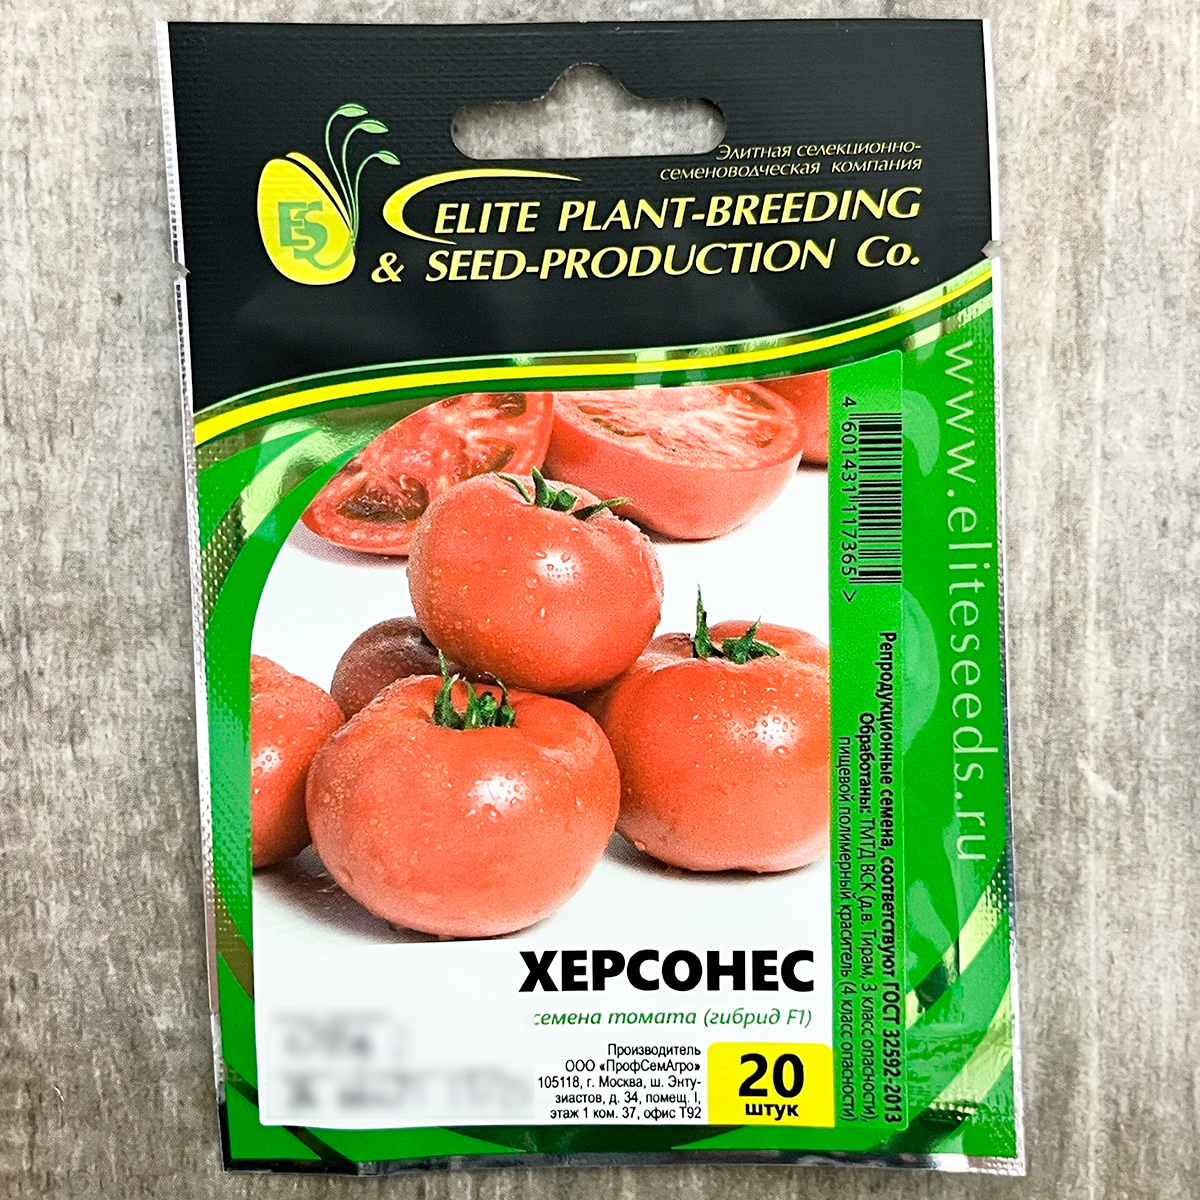 Элитная селекционно-
семеноводческая компания
ELITE PLANT-BREEDING
& SEED-PRODUCTION Co.
ES
www.eliteseeds.ru
4 601431 117365 >
Репродукционные семена, соответствуют ГОСТ 32592-2013
Обработаны: ТМТД ВСК (д.в. Тирам, 3 класс опасности),
пищевой полимерный краситель (4 класс опасности)
ХЕРСОНЕС
семена томата (гибрид F1)
Производитель
ООО «ПрофСемАгро»
105118, г. Москва, ш. Энту-
зиастов, д. 34, помещ. I,
этаж 1 ком. 37, офис Т92
20
штук